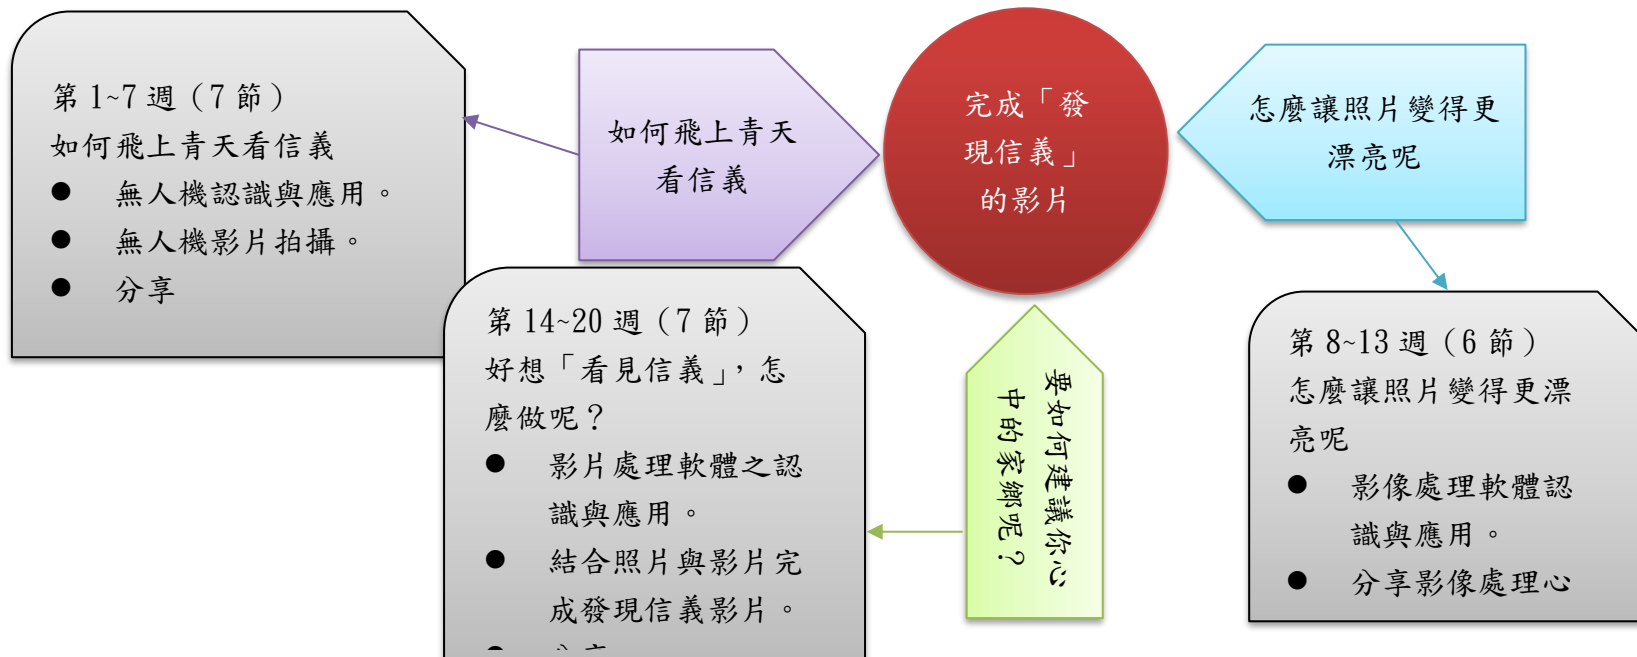 第 1~7 週（7 節）
如何飛上青天看信義
● 無人機認識與應用。
● 無人機影片拍攝。
● 分享
如何飛上青天
看信義
完成「發
現信義」
的影片
怎麼讓照片變得更
漂亮呢
第 14~20 週（7 節）
好想「看見信義」，怎
麼做呢？
● 影片處理軟體之認
識與應用。
● 結合照片與影片完
成發現信義影片。
要如何建議你心
中的家鄉呢？
第 8~13 週（6 節）
怎麼讓照片變得更漂
亮呢
● 影像處理軟體認
識與應用。
● 分享影像處理心